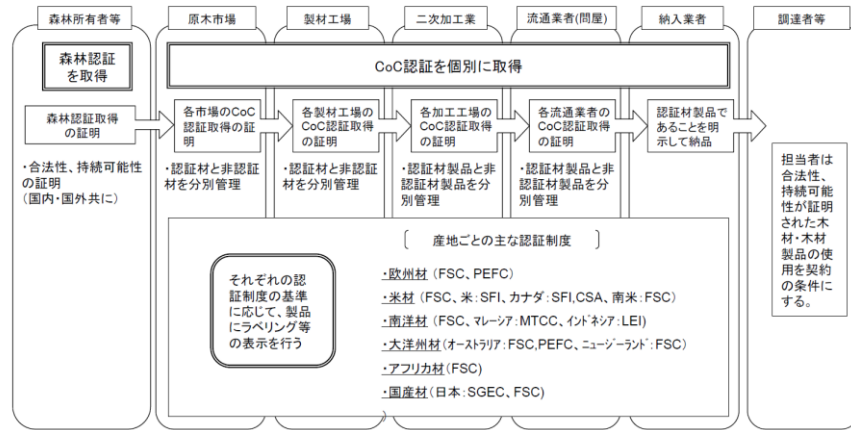 森林所有者等
原木市場
製材工場
二次加工業
流通業者(問屋)
納入業者
調達者等
森林認証
を取得
CoC認証を個別に取得
森林認証取得
の証明
各市場のCoC
認証取得の証
明
各製材工場の
CoC認証取得
の証明
各加工工場の
CoC認証取得
の証明
各流通業者の
CoC認証取得
の証明
認証材製品で
あることを明
示して納品
・合法性、持続可能性
の証明
(国内・国外共に)
・認証材と非認証
材を分別管理
・認証材と非認証
材を分別管理
・認証材製品と非
認証材製品を分
別管理
・認証材製品と非
認証材製品を分
別管理
担当者は
合法性、
持続可能
性が証明
された木
材・木材
製品の使
用を契約
の条件に
する。
それぞれの認
証制度の基準
に応じて、製品
にラベリング等
の表示を行う
〔 産地ごとの主な認証制度 〕
・欧州材 (FSC、PEFC)
・米材 (FSC、米:SFI、カナダ:SFI,CSA、南米:FSC)
・南洋材 (FSC、マレーシア:MTCC、インドネシア:LEI)
・大洋州材(オーストラリア:FSC,PEFC、ニュージーランド:FSC)
・アフリカ材(FSC)
・国産材(日本:SGEC、FSC)
)